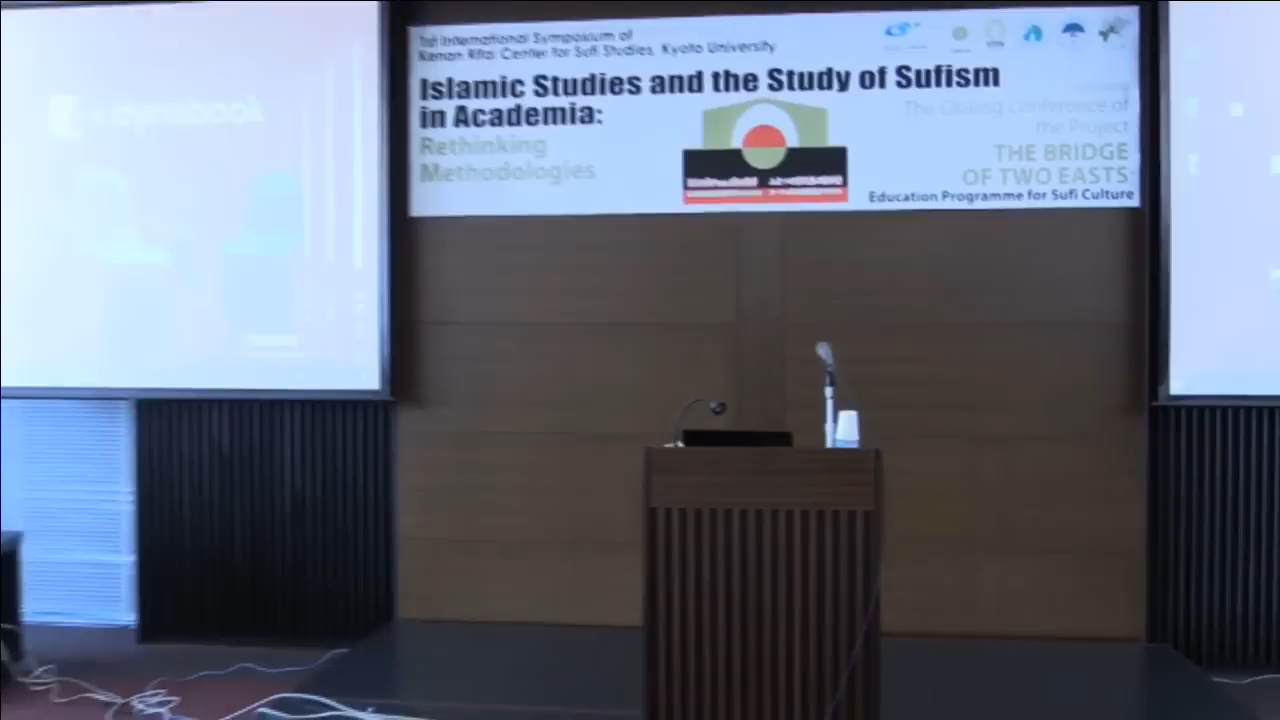 1st International Symposium of
Kenan Rifai Center for Sufi Studies, Kyoto University
Islamic Studies and the Study of Sufism
in Academia:
Rethinking
Methodologies
The Closing Conference of
the Project
THE BRIDGE
OF TWO EASTS
Education Programme for Sufi Culture
dynabook